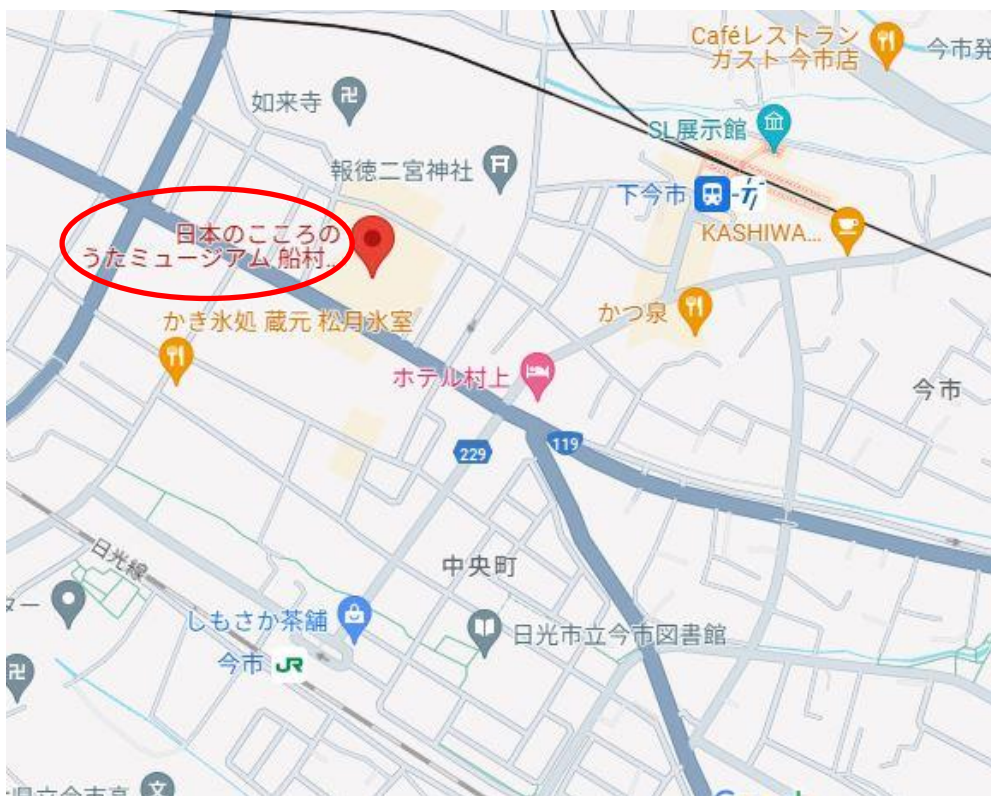 Caféレストラン
ガスト 今市店
今市発
如来寺
SL展示館
報徳二宮神社
下今市
KASHIWA...
日本のこころの
うたミュージアム 船村...
かき氷処 蔵元 松月氷室
かつ泉
ホテル村上
今市
229
119
日光線
中央町
ター
しもさか茶舗
日光市立今市図書館
今市 JR